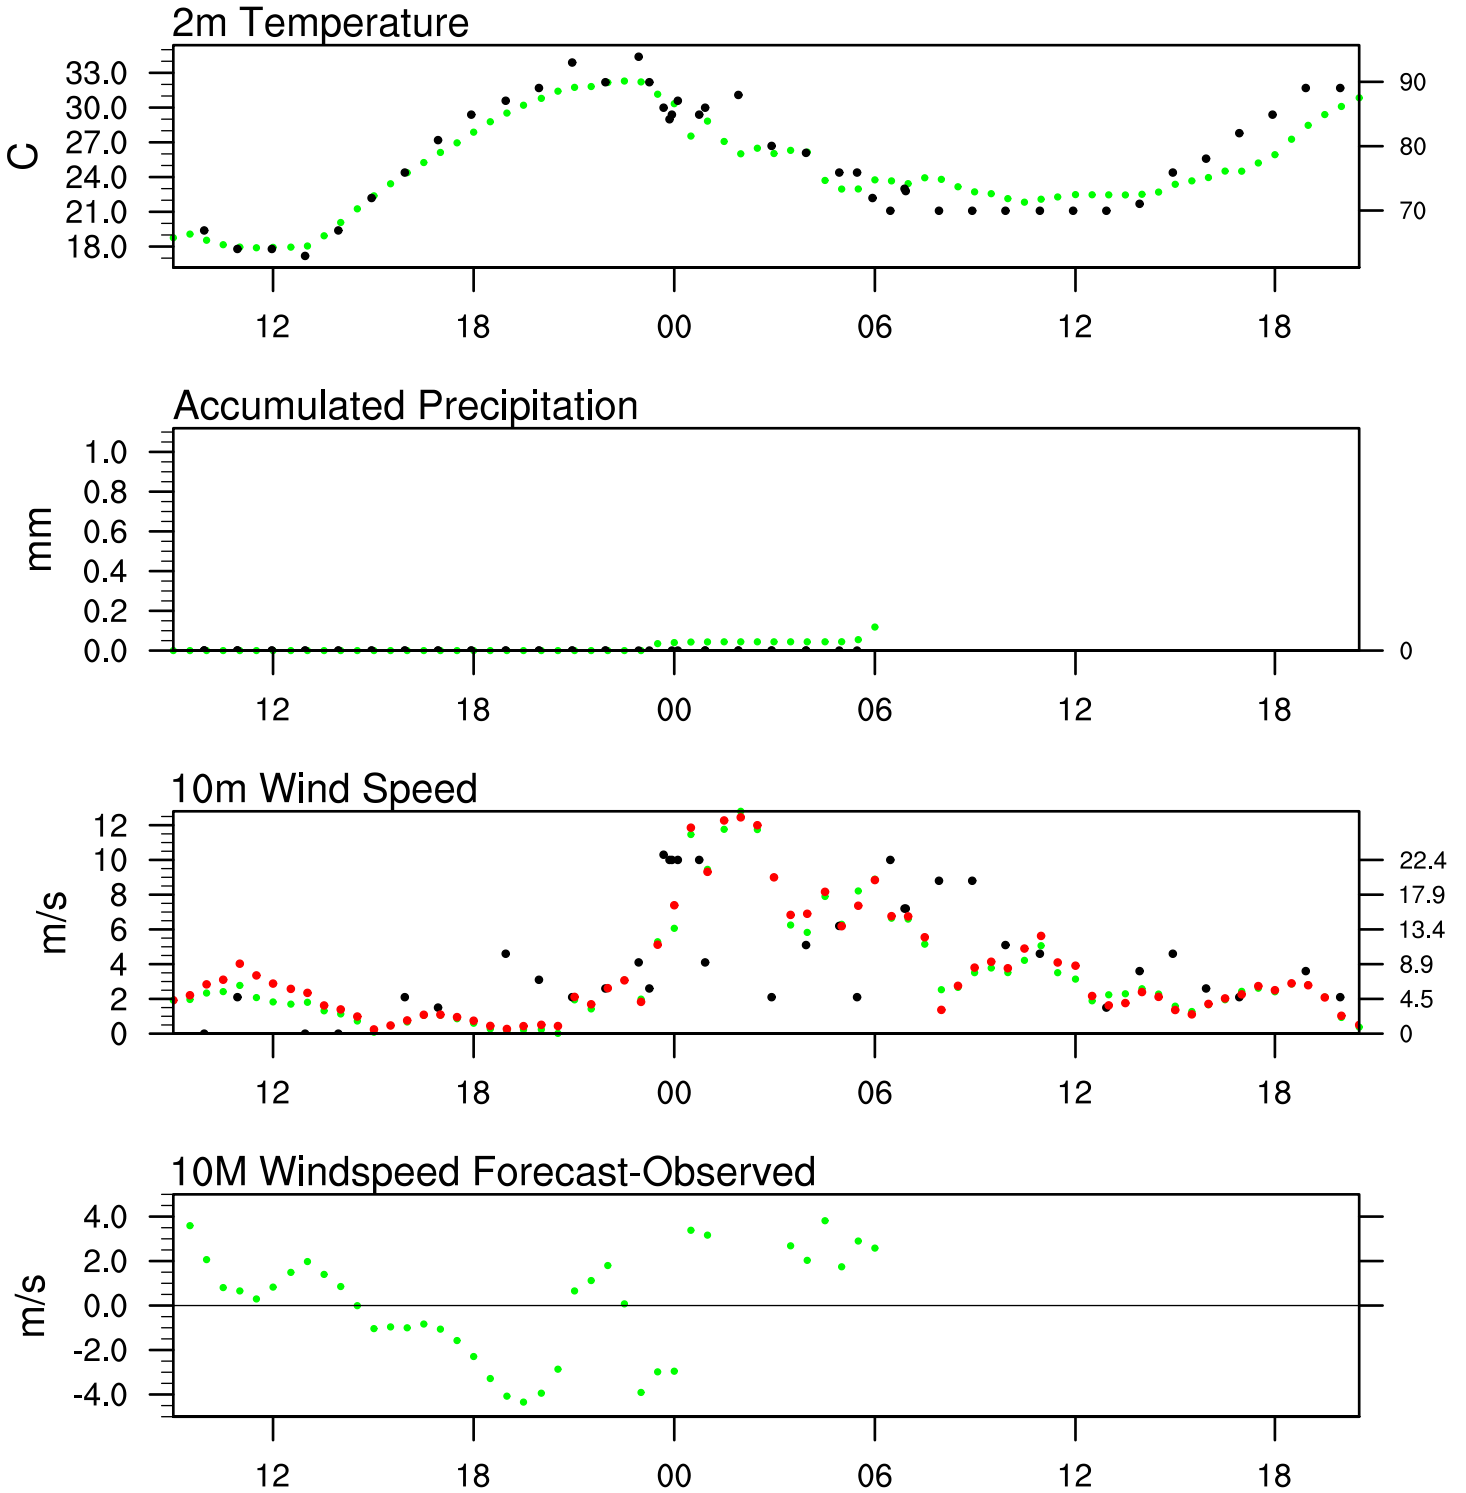 2m Temperature
33.0
30.0
27.0
24.0
21.0
18.0
C
90
80
70
12 18 00 06 12 18
Accumulated Precipitation
1.0
0.8
0.6
0.4
0.2
0.0
mm
0
12 18 00 06 12 18
10m Wind Speed
12
10
8
6
4
2
0
m/s
22.4
17.9
13.4
8.9
4.5
0
12 18 00 06 12 18
10M Windspeed Forecast-Observed
4.0
2.0
0.0
-2.0
-4.0
m/s
12 18 00 06 12 18